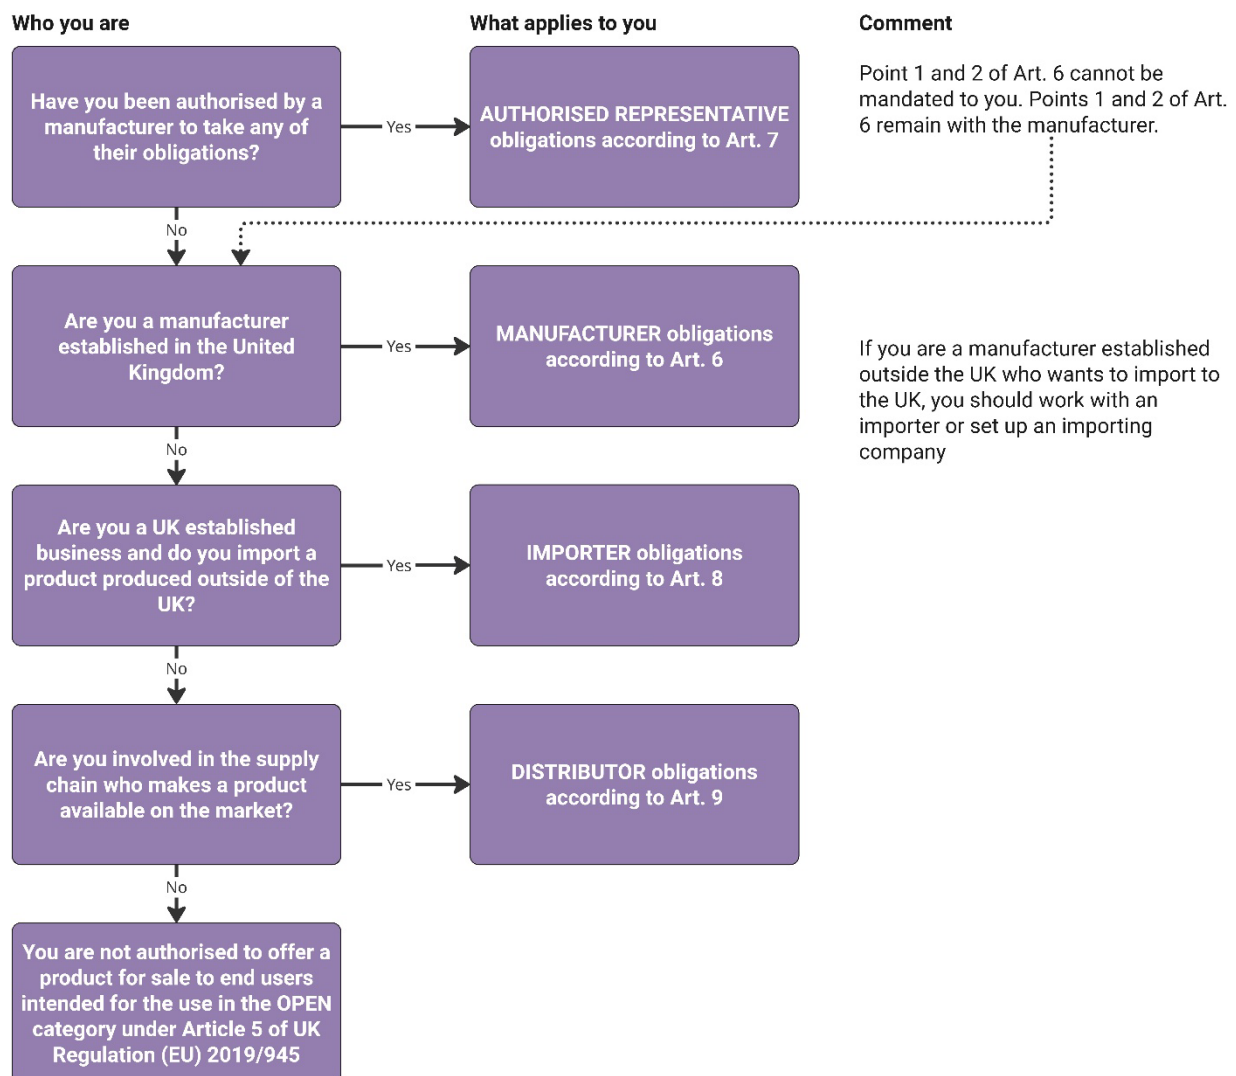 Who you are
What applies to you
Comment
Have you been authorised by a
manufacturer to take any of
their obligations?
Yes
AUTHORISED REPRESENTATIVE
obligations according to Art. 7
Point 1 and 2 of Art. 6 cannot be
mandated to you. Points 1 and 2 of Art.
6 remain with the manufacturer.
No
Are you a manufacturer
established in the United
Kingdom?
Yes
MANUFACTURER obligations
according to Art. 6
If you are a manufacturer established
outside the UK who wants to import to
the UK, you should work with an
importer or set up an importing
company
No
Are you a UK established
business and do you import a
product produced outside of the
UK?
Yes
IMPORTER obligations
according to Art. 8
No
Are you involved in the supply
chain who makes a product
available on the market?
Yes
DISTRIBUTOR obligations
according to Art. 9
No
You are not authorised to offer a
product for sale to end users
intended for the use in the OPEN
category under Article 5 of UK
Regulation (EU) 2019/945